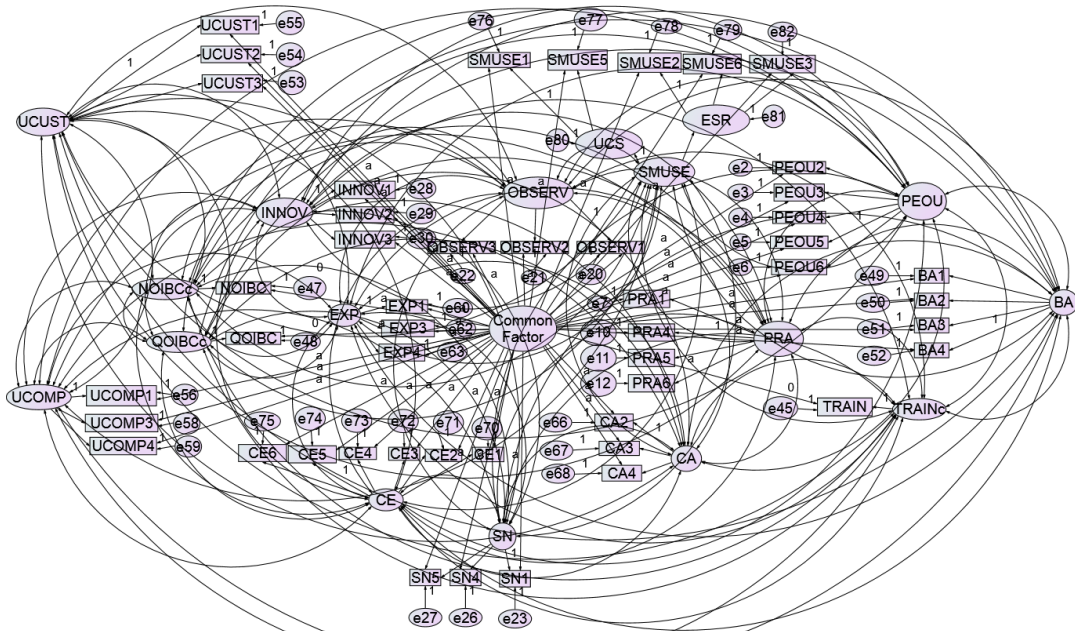 UCUST1
e55
UCUST2
e54
UCUST3
e53
1
UCUST
e76
e77
e78
e79
e82
SMUSE1
SMUSE5
SMUSE2
SMUSE6
SMUSE3
ESR
e81
e80
UCS
SMUSE
OBSERV
INNOV
INNOV1
e28
INNOV2
e29
INNOV3
e30
OBSERV3
OBSERV2
OBSERV1
e22
e21
e20
e2
PEOU2
e3
PEOU3
e4
PEOU4
e5
PEOU5
e6
PEOU6
PEOU
NOIBCc
NOIBC
e47
0
QOIBCc
QOIBC
e48
0
EXP
EXP1
e60
EXP3
e62
EXP4
e63
Common
Factor
e7
PRA1
e10
PRA4
e11
PRA5
e12
PRA6
PRA
e49
BA1
e50
BA2
e51
BA3
e52
BA4
BA
UCOMP
UCOMP1
e56
UCOMP3
e58
UCOMP4
e59
e45
0
TRAIN
TRAINc
e75
e74
e73
e72
e71
e70
CE6
CE5
CE4
CE3
CE2
CE1
CE
e66
CA2
e67
CA3
e68
CA4
CA
SN
SN5
SN4
SN1
e27
e26
e23